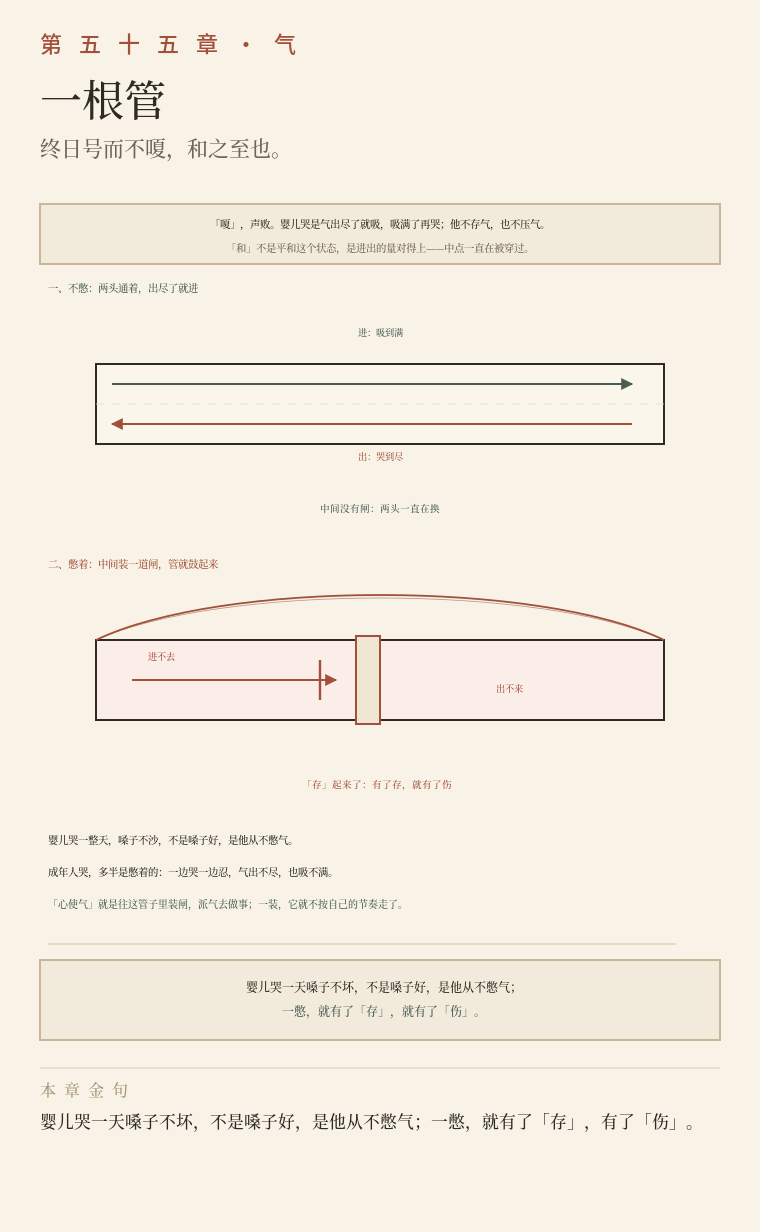 第五十五章·气
一根管
终日号而不嗄，和之至也。
「嗄」，声败。婴儿哭是气出尽了就吸，吸满了再哭；他不存气，也不压气。
「和」不是平和这个状态，是进出的量对得上——中点一直在被穿过。
一、不憋：两头通着，出尽了就进
进：吸到满
出：哭到尽
中间没有闸：两头一直在换
二、憋着：中间装一道闸，管就鼓起来
进不去
出不来
「存」起来了：有了存，就有了伤
婴儿哭一整天，嗓子不沙，不是嗓子好，是他从不憋气。
成年人哭，多半是憋着的：一边哭一边忍，气出不尽，也吸不满。
「心使气」就是往这管子里装闸，派气去做事；一装，它就不按自己的节奏走了。
婴儿哭一天嗓子不坏，不是嗓子好，是他从不憋气；
一憋，就有了「存」，就有了「伤」。
本章金句
婴儿哭一天嗓子不坏，不是嗓子好，是他从不憋气；一憋，就有了「存」，有了「伤」。